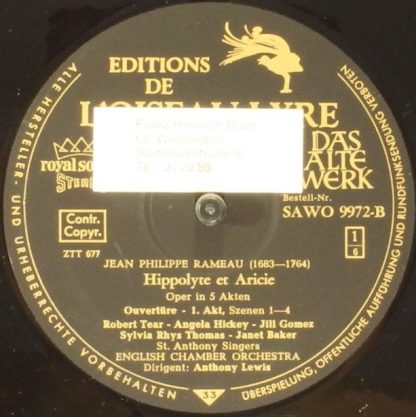 EDITIONS
DE
L'OISEAU-LYRE
DAS
ALTE
WERK
royal
STEREO
Franz Heinrich Blum
62 Wiesbaden
Tel. 37 20 55
Bestell-Nr.
SAWO 9972-B
Contr.
Copyr.
ZTT 677
1
6
JEAN PHILIPPE RAMEAU (1683—1764)
Hippolyte et Aricie
Oper in 5 Akten
Ouvertüre - 1. Akt, Szenen 1—4
Robert Tear - Angela Hickey - Jill Gomez
Sylvia Rhys Thomas - Janet Baker
St. Anthony Singers
ENGLISH CHAMBER ORCHESTRA
Dirigent: Anthony Lewis
33
ALLE HERSTELLER- UND URHEBERRECHTE VORBEHALTEN
ÜBERSPIELUNG, ÖFFENTLICHE AUFFÜHRUNG UND RUNDFUNKSENDUNG VERBOTEN